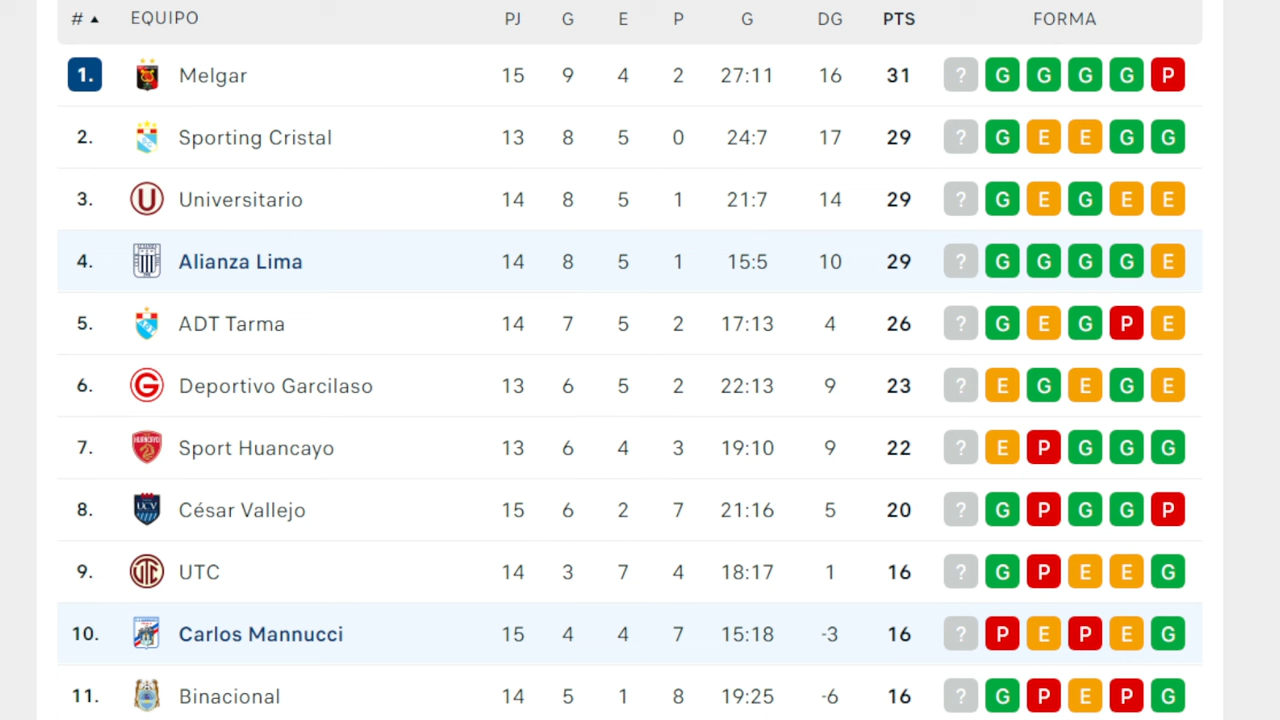 # ▲ EQUIPO PJ G E P G DG PTS FORMA
1. Melgar 15 9 4 2 27:11 16 31 ? G G G G P
2. Sporting Cristal 13 8 5 0 24:7 17 29 ? G E E G G
3. U Universitario 14 8 5 1 21:7 14 29 ? G E G E E
4. Alianza Lima 14 8 5 1 15:5 10 29 ? G G G G E
5. ADT Tarma 14 7 5 2 17:13 4 26 ? G E G P E
6. G Deportivo Garcilaso 13 6 5 2 22:13 9 23 ? E G E G E
7. HUANCAYO Sport Huancayo 13 6 4 3 19:10 9 22 ? E P G G G
8. UCV César Vallejo 15 6 2 7 21:16 5 20 ? G P G G P
9. UTC UTC 14 3 7 4 18:17 1 16 ? G P E E G
10. Carlos Mannucci 15 4 4 7 15:18 -3 16 ? P E P E G
11. Binacional 14 5 1 8 19:25 -6 16 ? G P E P G